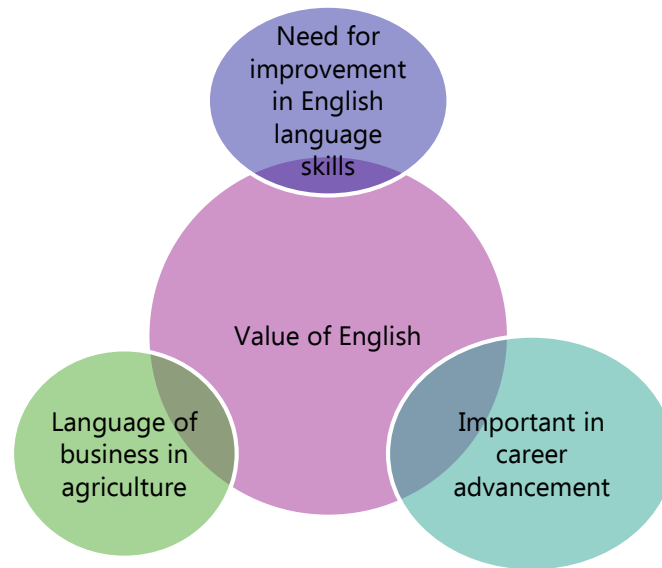 Need for
improvement
in English
language
skills
Value of English
Language of
business in
agriculture
Important in
career
advancement